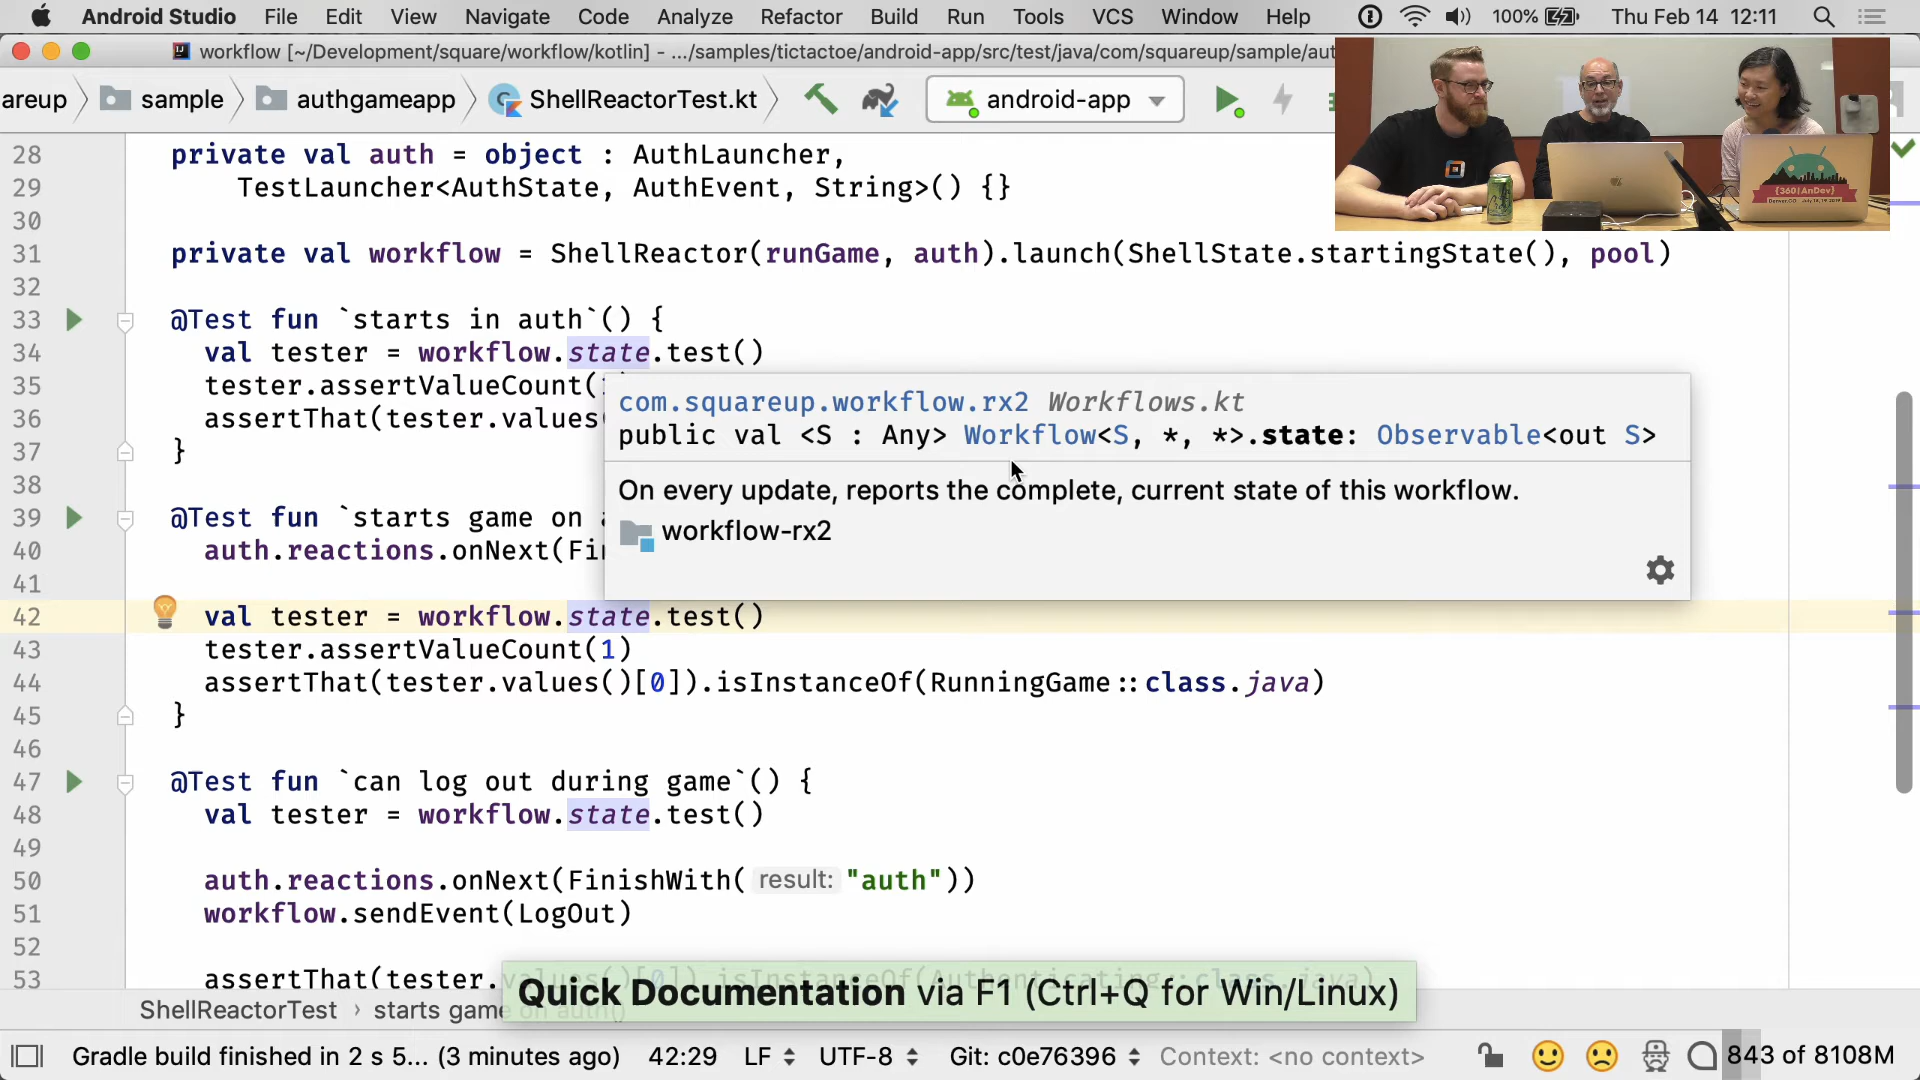 Android Studio File Edit View Navigate Code Analyze Refactor Build Run Tools VCS Window Help 100% Thu Feb 14 12:11
workflow [~/Development/square/workflow/kotlin] - .../samples/tictactoe/android-app/src/test/java/com/squareup/sample/aut
areup sample authgameapp ShellReactorTest.kt android-app
{360|AnDev}
28 private val auth = object : AuthLauncher,
29 TestLauncher<AuthState, AuthEvent, String>() {}
30
31 private val workflow = ShellReactor(runGame, auth).launch(ShellState.startingState(), pool)
32
33 @Test fun `starts in auth`() {
34 val tester = workflow.state.test()
35 tester.assertValueCount(
36 assertThat(tester.values
37 }
38
39 @Test fun `starts game on
40 auth.reactions.onNext(Fi
41
42 val tester = workflow.state.test()
43 tester.assertValueCount(1)
44 assertThat(tester.values()[0]).isInstanceOf(RunningGame::class.java)
45 }
46
47 @Test fun `can log out during game`() {
48 val tester = workflow.state.test()
49
50 auth.reactions.onNext(FinishWith( result: "auth"))
51 workflow.sendEvent(LogOut)
52
53 assertThat(tester.values()[0]).isInstanceOf(Authenticating::class.java)
com.squareup.workflow.rx2 Workflows.kt
public val <S : Any> Workflow<S, *, *>.state: Observable<out S>
On every update, reports the complete, current state of this workflow.
workflow-rx2
Quick Documentation via F1 (Ctrl+Q for Win/Linux)
ShellReactorTest › starts game on auth()
Gradle build finished in 2 s 5... (3 minutes ago) 42:29 LF UTF-8 Git: c0e76396 Context: <no context> 843 of 8108M